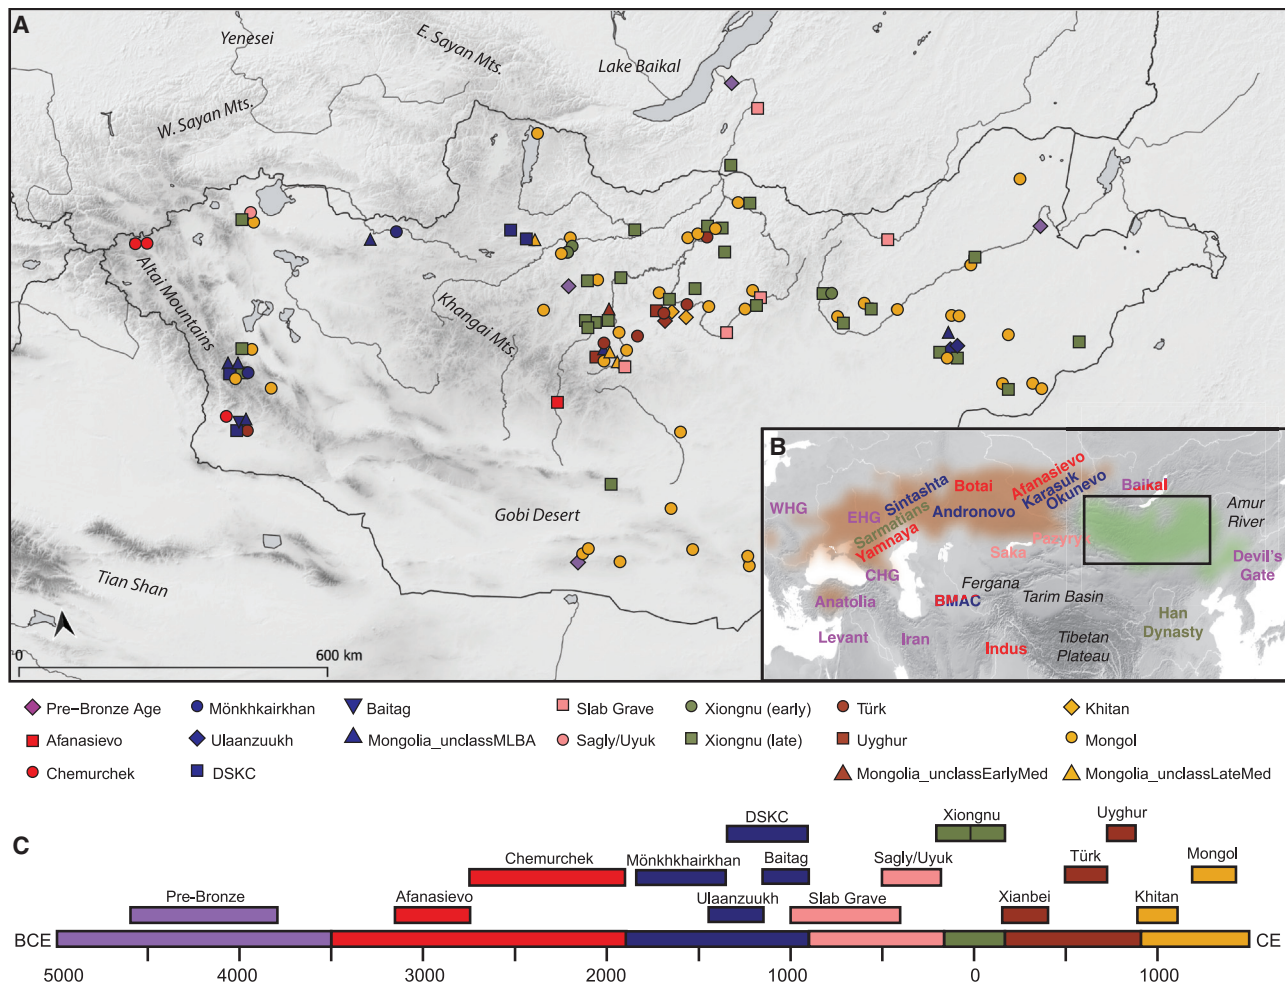 A
Yenesei
E. Sayan Mts.
Lake Baikal
W. Sayan Mts.
Altai Mountains
Khangai Mts.
Gobi Desert
Tian Shan
0
600 km
B
WHG
EHG
Sintashta
Sarmatians
Yamnaya
Botai
Andronovo
Afanasievo
Karasuk
Okunevo
Baikal
Amur
River
Pazyryk
Saka
CHG
Fergana
Devil's
Gate
Anatolia
BMAC
Tarim Basin
Han
Dynasty
Levant
Iran
Indus
Tibetan
Plateau
Pre-Bronze Age
Mönkhkairkhan
Baitag
Slab Grave
Xiongnu (early)
Türk
Khitan
Afanasievo
Ulaanzuukh
Mongolia_unclassMLBA
Sagly/Uyuk
Xiongnu (late)
Uyghur
Mongol
Chemurchek
DSKC
Mongolia_unclassEarlyMed
Mongolia_unclassLateMed
C
DSKC
Xiongnu
Uyghur
Chemurchek
Mönkhkhairkhan
Baitag
Sagly/Uyuk
Türk
Mongol
Pre-Bronze
Afanasievo
Ulaanzuukh
Slab Grave
Xianbei
Khitan
BCE
CE
5000
4000
3000
2000
1000
0
1000